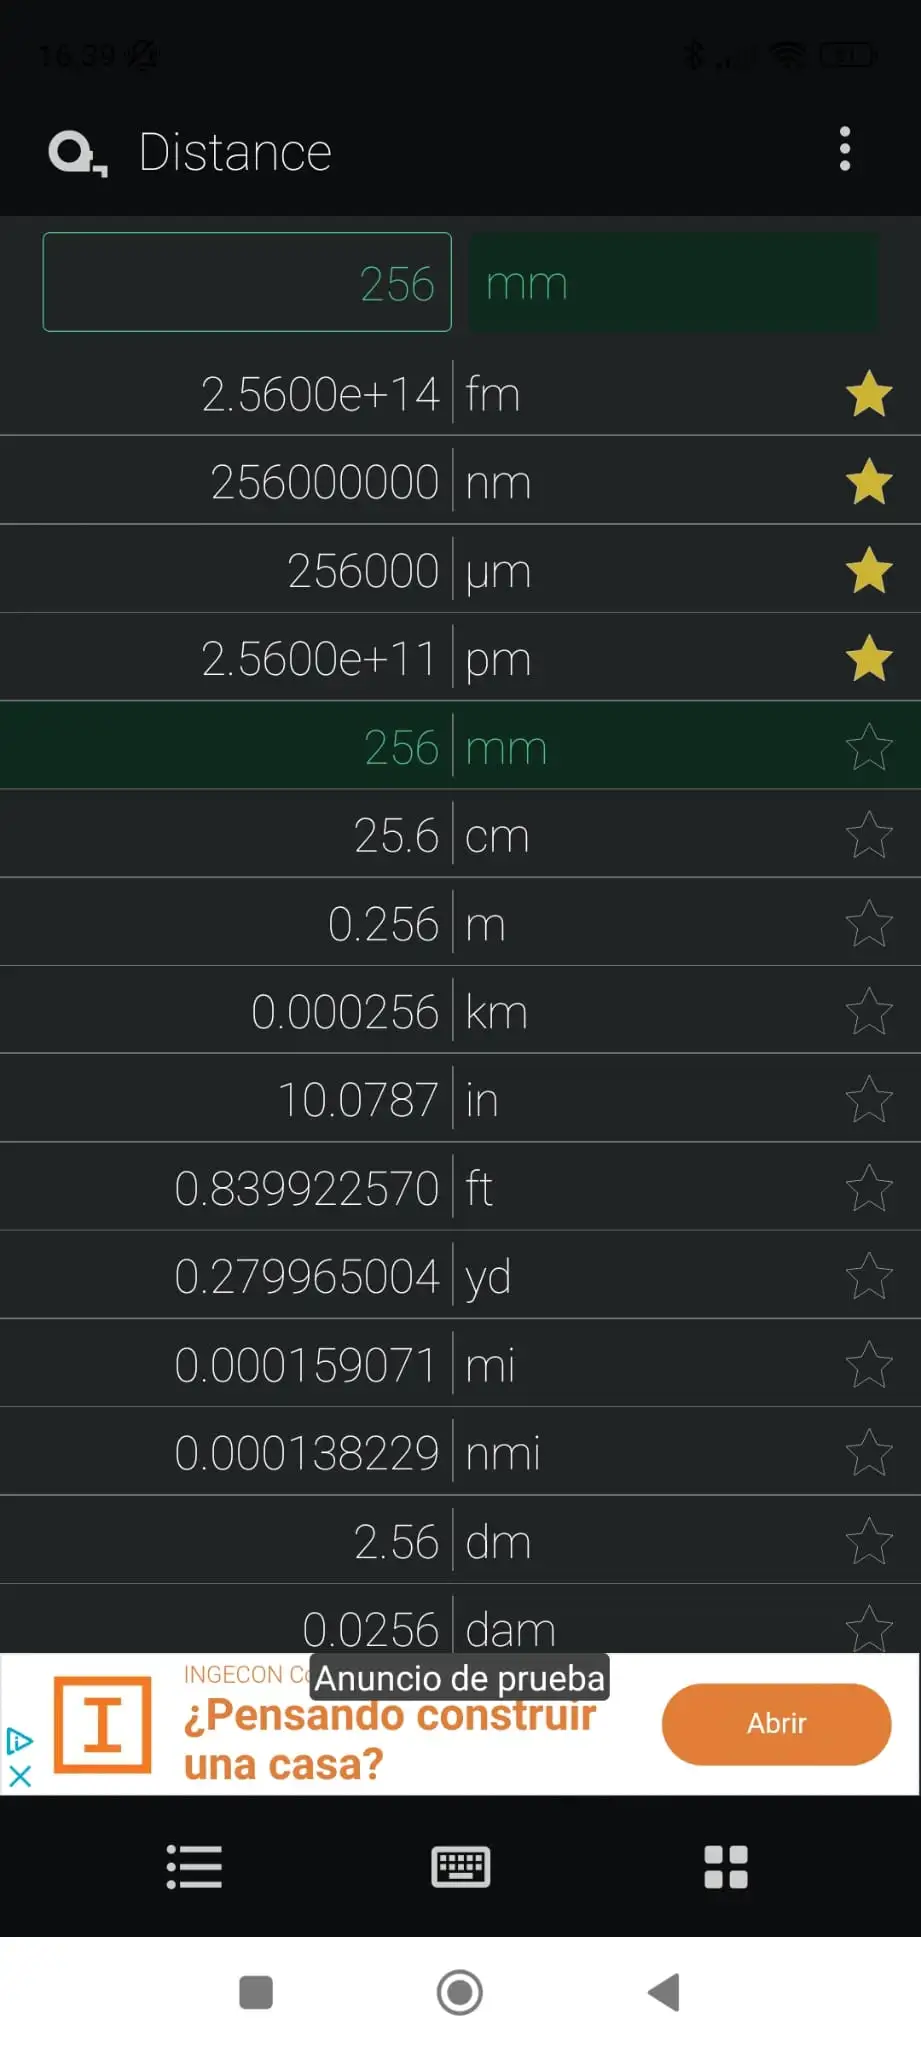 16:39
Distance
256 mm
2.5600e+14 fm
256000000 nm
256000 µm
2.5600e+11 pm
256 mm
25.6 cm
0.256 m
0.000256 km
10.0787 in
0.839922570 ft
0.279965004 yd
0.000159071 mi
0.000138229 nmi
2.56 dm
0.0256 dam
INGECON
Anuncio de prueba
¿Pensando construir
una casa?
Abrir